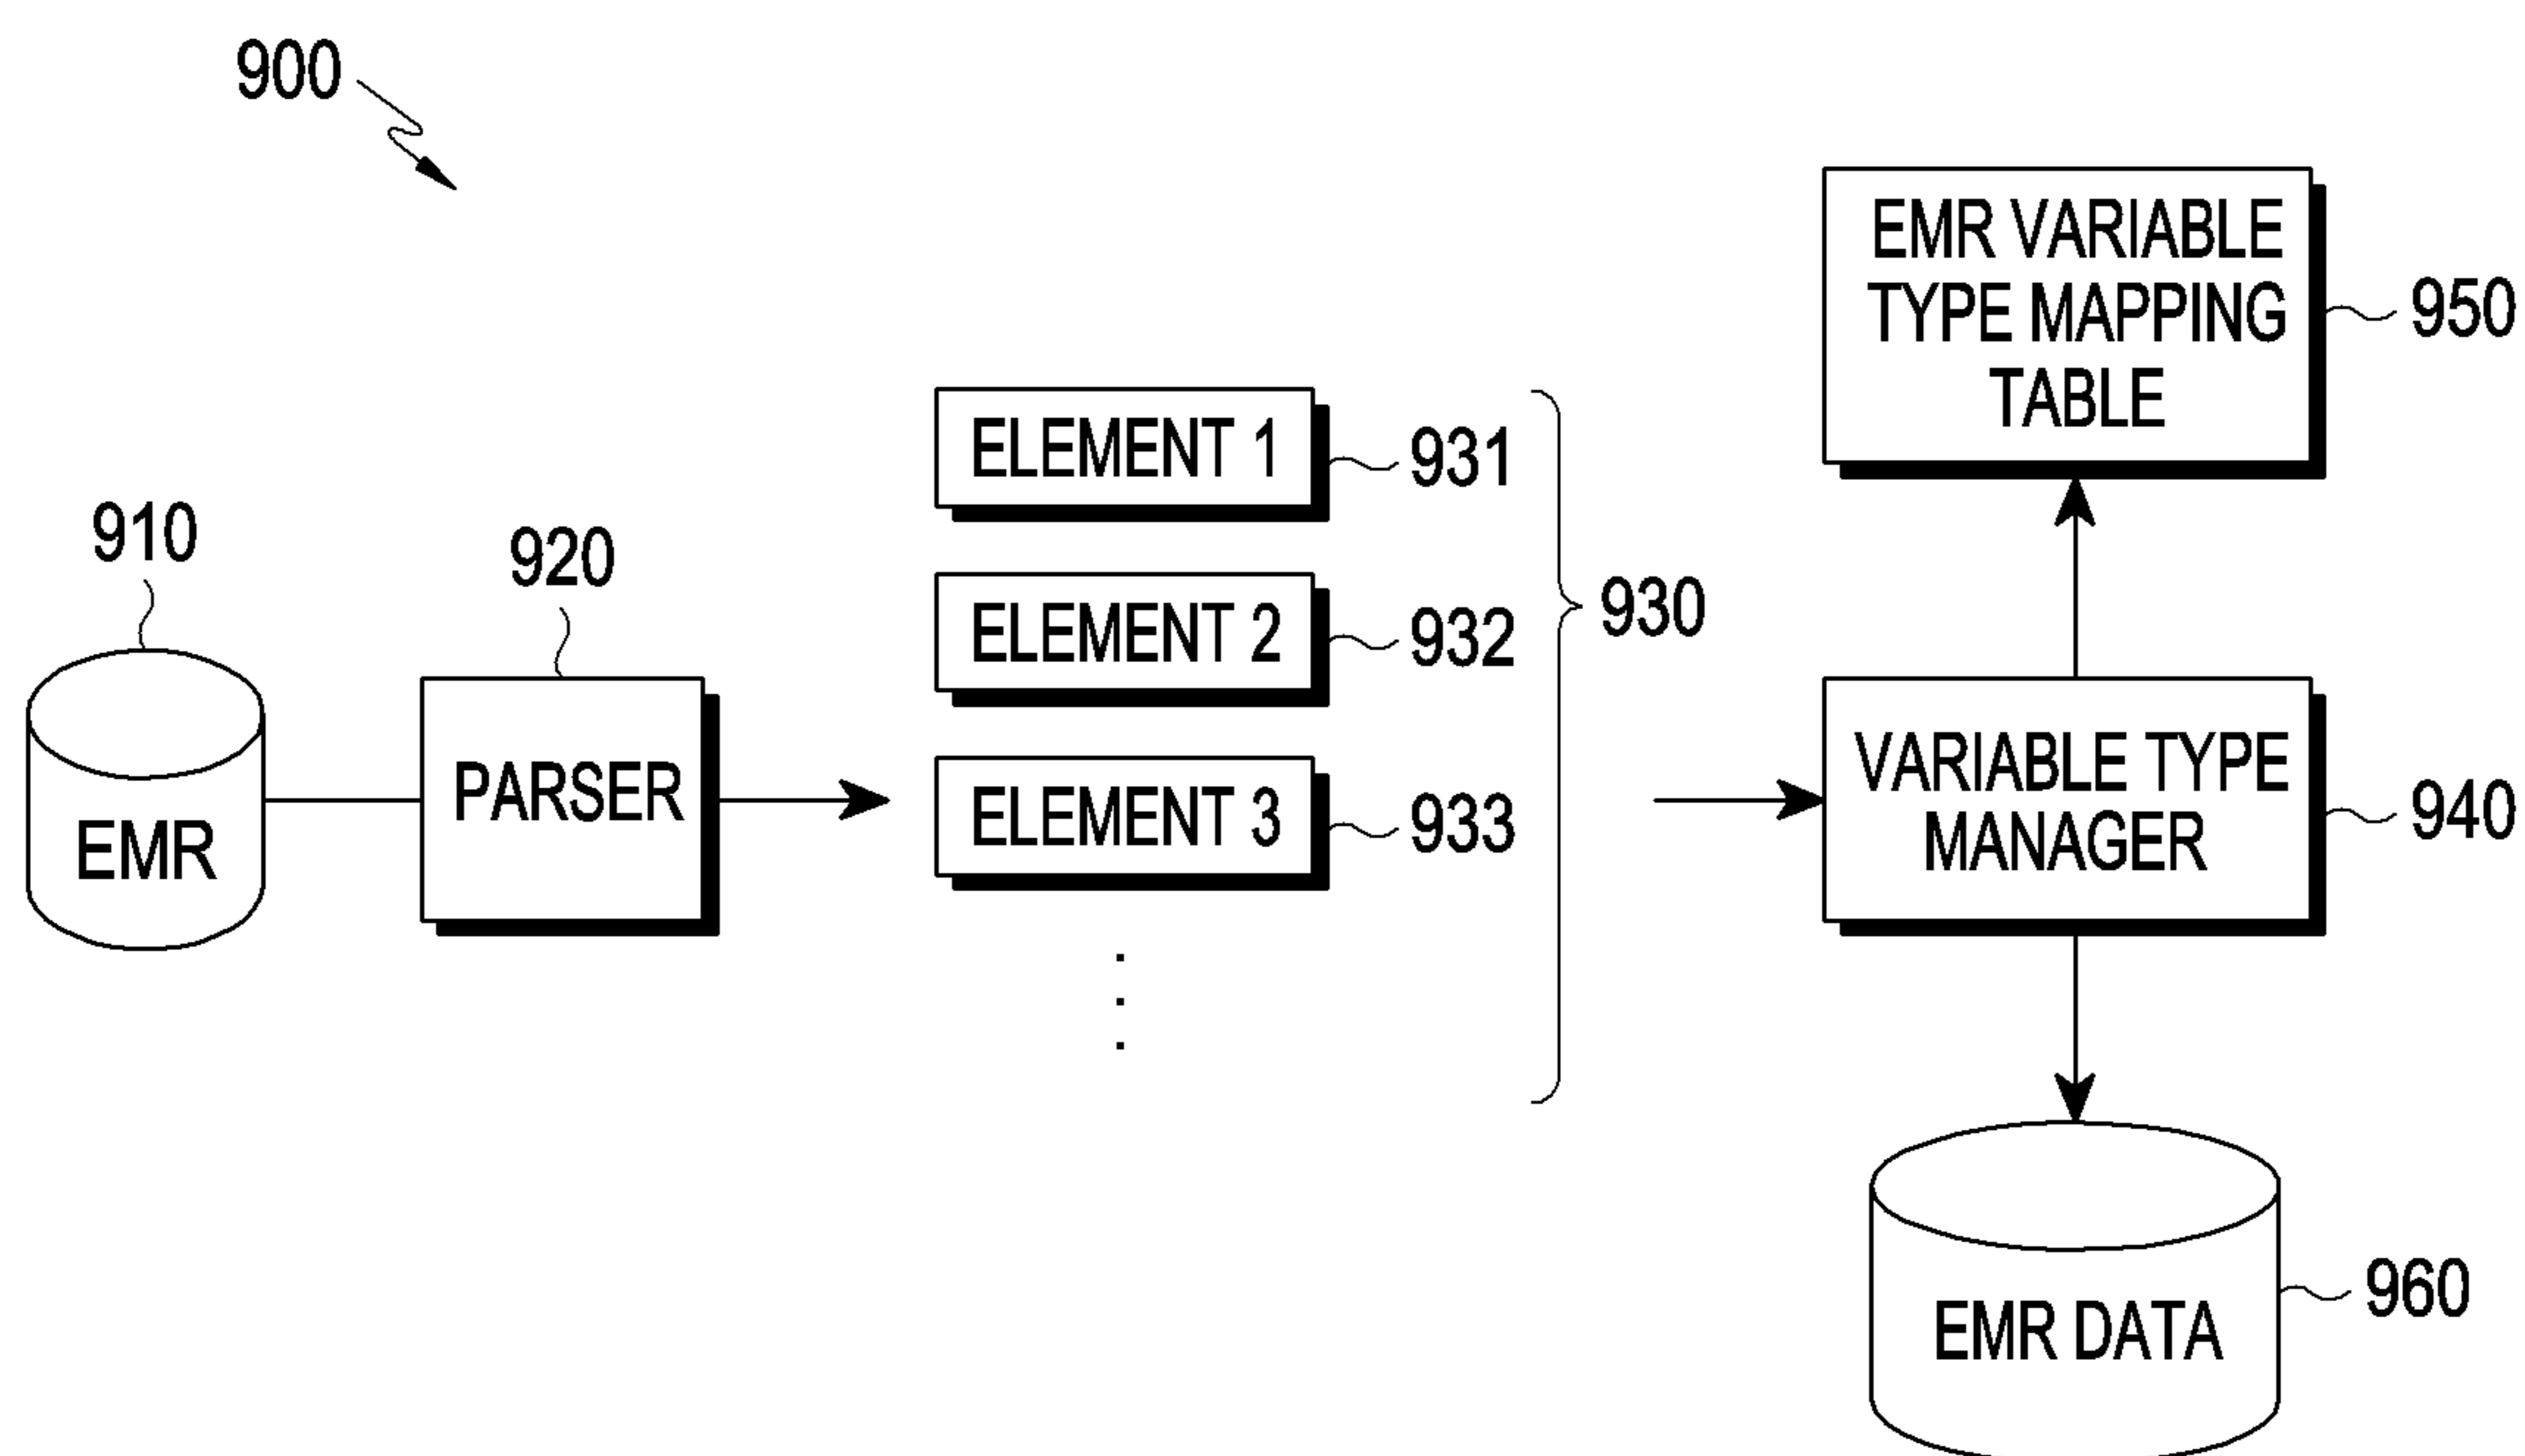 900
910
EMR
920
PARSER
ELEMENT 1
931
ELEMENT 2
932
ELEMENT 3
933
930
EMR VARIABLE
TYPE MAPPING
TABLE
950
VARIABLE TYPE
MANAGER
940
EMR DATA
960